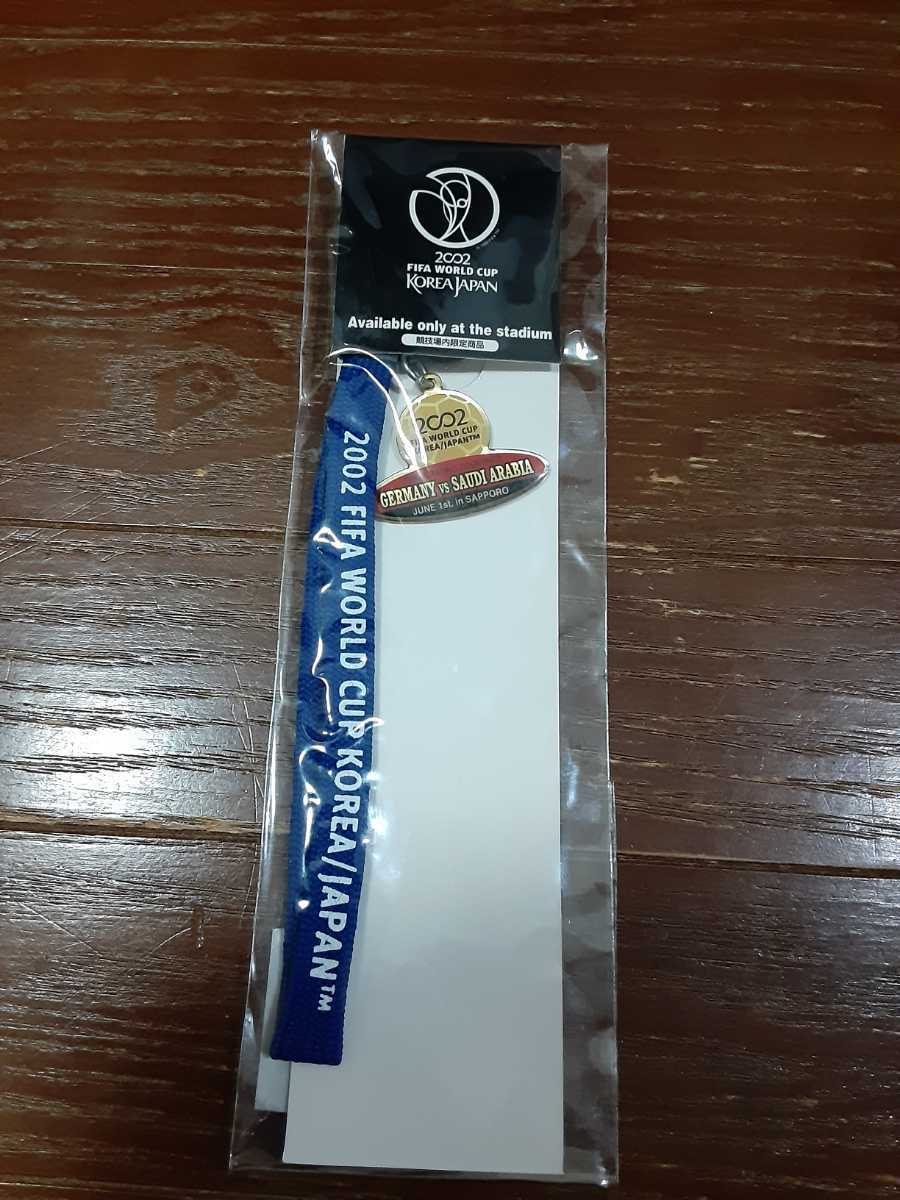 2002
FIFA WORLD CUP
KOREA JAPAN
Available only at the stadium
競技場内限定商品
2002
FIFA WORLD CUP
KOREA/JAPAN™
GERMANY vs SAUDI ARABIA
JUNE 1st. in SAPPORO
2002 FIFA WORLD CUP KOREA/JAPAN™